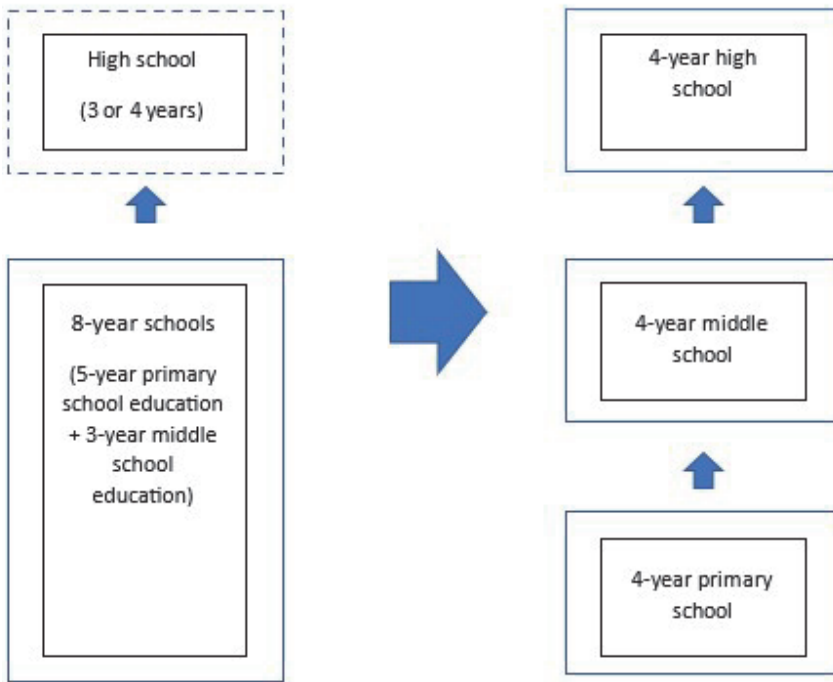 High school
(3 or 4 years)
8-year schools
(5-year primary
school education
+ 3-year middle
school
education)
4-year high
school
4-year middle
school
4-year primary
school